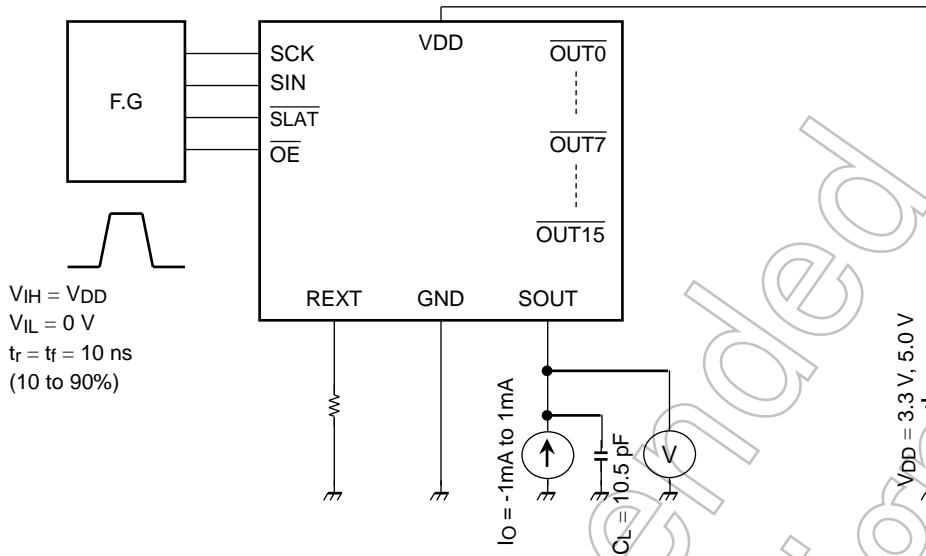 F.G
SCK
SIN
SLAT
OE
VDD
OUT0
OUT7
OUT15
REXT
GND
SOUT
VIH = VDD
VIL = 0 V
tr = tf = 10 ns
(10 to 90%)
IO = -1mA to 1mA
CL = 10.5 pF
V
VDD = 3.3 V, 5.0 V
ended